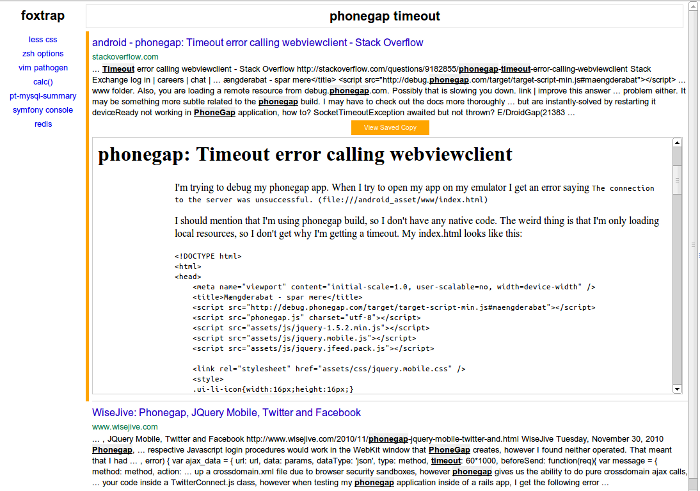 foxtrap
phonegap timeout
less css
zsh options
vim pathogen
calc()
pt-mysql-summary
symfony console
redis
android - phonegap: Timeout error calling webviewclient - Stack Overflow
stackoverflow.com
... Timeout error calling webviewclient - Stack Overflow http://stackoverflow.com/questions/9182855/phonegap-timeout-error-calling-webviewclient Stack
Exchange log in | careers | chat | ... ængderabat - spar mere</title> <script src="http://debug.phonegap.com/target/target-script-min.js#maengderabat"></script> ...
www folder. Also, you are loading a remote resource from debug.phonegap.com. Possibly that is slowing you down. link | improve this answer ... problem either. It
may be something more subtle related to the phonegap build. I may have to check out the docs more thoroughly ... but are instantly-solved by restarting it
deviceReady not working in PhoneGap application, how to? SocketTimeoutException awaited but not thrown? E/DroidGap(21383 ...
View Saved Copy
phonegap: Timeout error calling webviewclient
I'm trying to debug my phonegap app. When I try to open my app on my emulator I get an error saying The connection
to the server was unsuccessful. (file:///android_asset/www/index.html)
I should mention that I'm using phonegap build, so I don't have any native code. The weird thing is that I'm only loading
local resources, so I don't get why I'm getting a timeout. My index.html looks like this:
<!DOCTYPE html>
<html>
<head>
<meta name="viewport" content="initial-scale=1.0, user-scalable=no, width=device-width" />
<title>Mængderabat - spar mere</title>
<script src="http://debug.phonegap.com/target/target-script-min.js#maengderabat"></script>
<script src="phonegap.js" charset="utf-8"></script>
<script src="assets/js/jquery-1.5.2.min.js"></script>
<script src="assets/js/jquery.mobile.js"></script>
<script src="assets/js/jquery.jfeed.pack.js"></script>
<link rel="stylesheet" href="assets/css/jquery.mobile.css" />
<style>
.ui-li-icon{width:16px;height:16px;}
WiseJive: Phonegap, JQuery Mobile, Twitter and Facebook
www.wisejive.com
... , JQuery Mobile, Twitter and Facebook http://www.wisejive.com/2010/11/phonegap-jquery-mobile-twitter-and.html WiseJive Tuesday, November 30, 2010
Phonegap, ... respective Javascript login procedures would work in the WebKit window that PhoneGap creates, however I found neither operated. That meant
that I had ... , error) { var ajax_data = { url: url, data: params, dataType: 'json', type: method, timeout: 60*1000, beforeSend: function(req){ var message = {
method: method, action: ... up a crossdomain.xml file due to browser security sandboxes, however phonegap gives us the ability to do pure crossdomain ajax calls,
... your code inside a TwitterConnect.js class, however when testing my phonegap application inside of a rails app, I get the following error ...